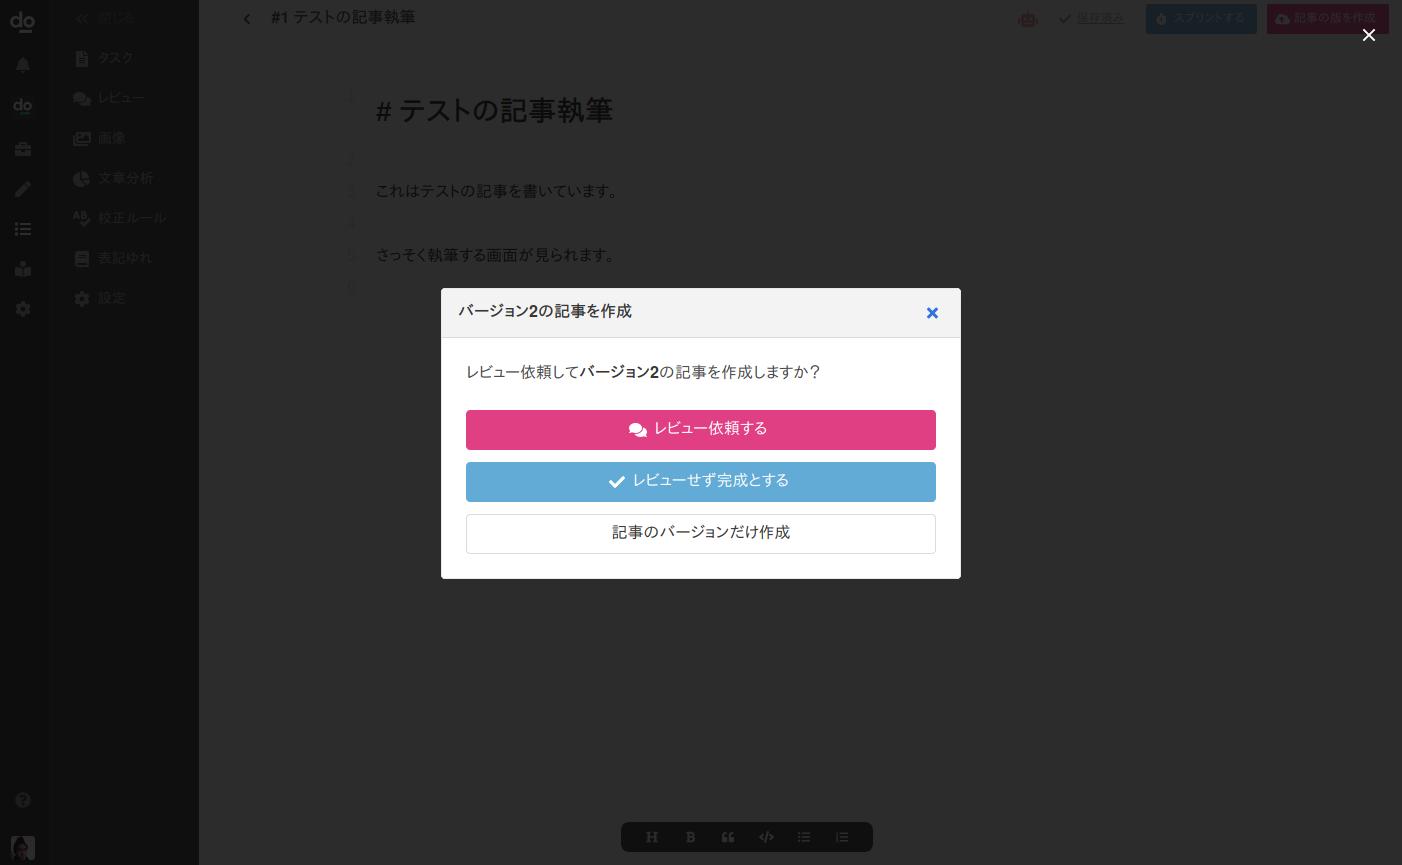 do
閉じる
#1 テストの記事執筆
保存済み
スプリントする
記事の版を作成
do
タスク
レビュー
画像
文章分析
校正ルール
表記ゆれ
設定
1 # テストの記事執筆
2
3 これはテストの記事を書いています。
4
5 さっそく執筆する画面が見られます。
6
バージョン2の記事を作成
レビュー依頼してバージョン2の記事を作成しますか？
レビュー依頼する
レビューせず完成とする
記事のバージョンだけ作成
H B